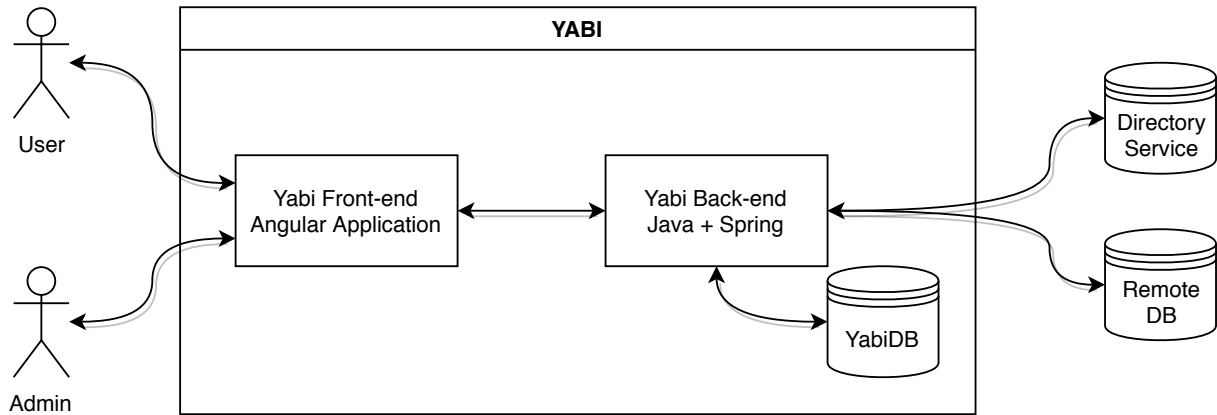 YABI
User
Yabi Front-end
Angular Application
Yabi Back-end
Java + Spring
Directory
Service
Remote
DB
YabiDB
Admin